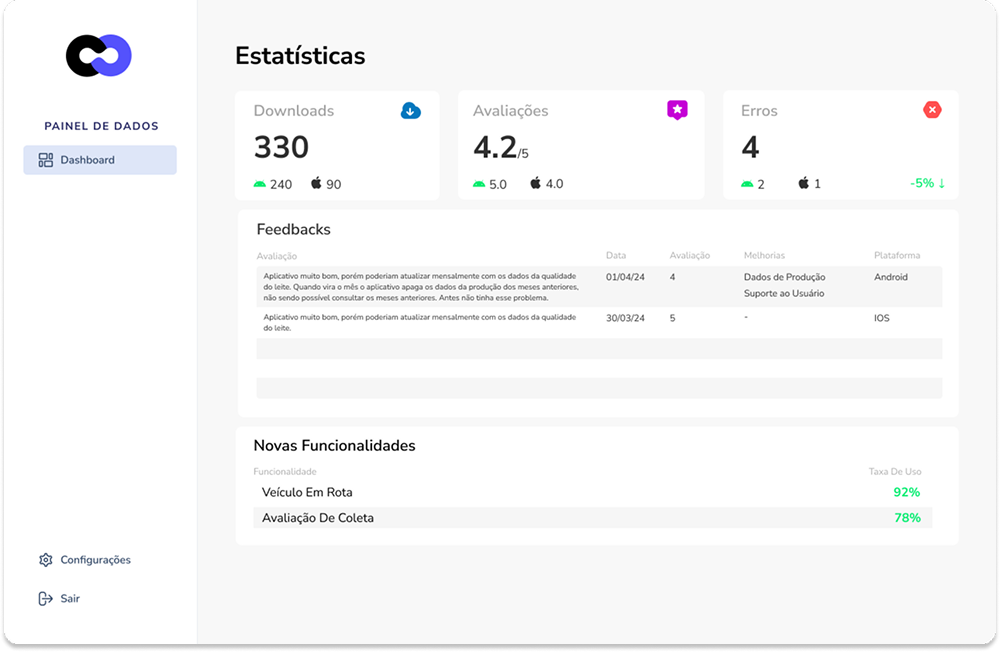 Estatísticas
PAINEL DE DADOS
Dashboard
Configurações
Sair
Downloads
330
240 90
Avaliações
4.2/5
5.0 4.0
Erros
4
2 1 -5% ↓
Feedbacks
Avaliação Data Avaliação Melhorias Plataforma
Aplicativo muito bom, porém poderiam atualizar mensalmente com os dados da qualidade
do leite. Quando vira o mês o aplicativo apaga os dados da produção dos meses anteriores,
não sendo possível consultar os meses anteriores. Antes não tinha esse problema.
01/04/24 4 Dados de Produção Android
Suporte ao Usuário
Aplicativo muito bom, porém poderiam atualizar mensalmente com os dados da qualidade
do leite.
30/03/24 5 - IOS
Novas Funcionalidades
Funcionalidade Taxa De Uso
Veículo Em Rota 92%
Avaliação De Coleta 78%